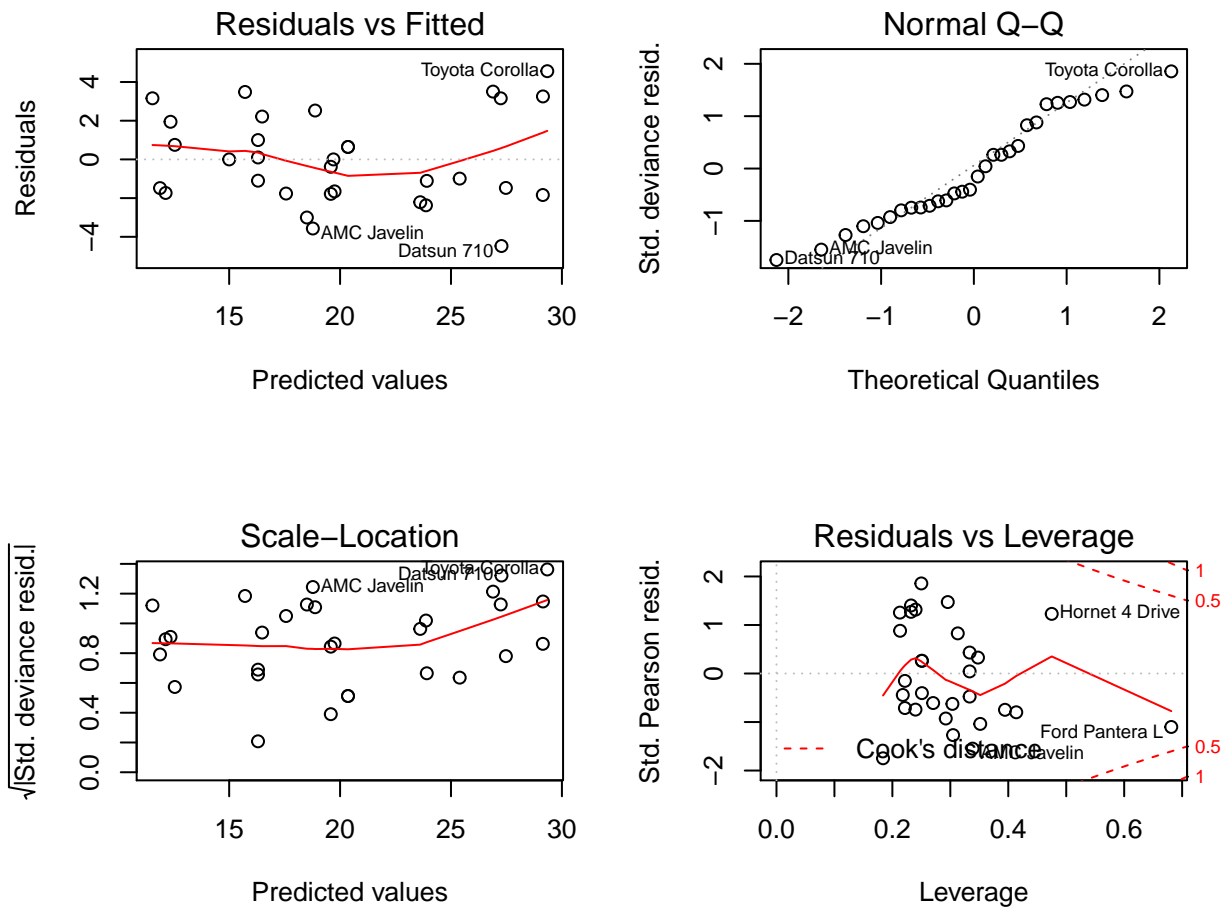 Residuals vs Fitted
Residuals
−4
0
2
4
Toyota Corolla
AMC Javelin
Datsun 710
15
20
25
30
Predicted values
Normal Q−Q
Std. deviance resid.
−1
0
1
2
Toyota Corolla
AMC Javelin
Datsun 710
−2
−1
0
1
2
Theoretical Quantiles
Scale−Location
√|Std. deviance resid.|
0.0
0.4
0.8
1.2
Toyota Corolla
Datsun 710
AMC Javelin
15
20
25
30
Predicted values
Residuals vs Leverage
Std. Pearson resid.
−2
−1
0
1
2
1
0.5
Hornet 4 Drive
Ford Pantera L
AMC Javelin
Cook's distance
0.5
1
0.0
0.2
0.4
0.6
Leverage